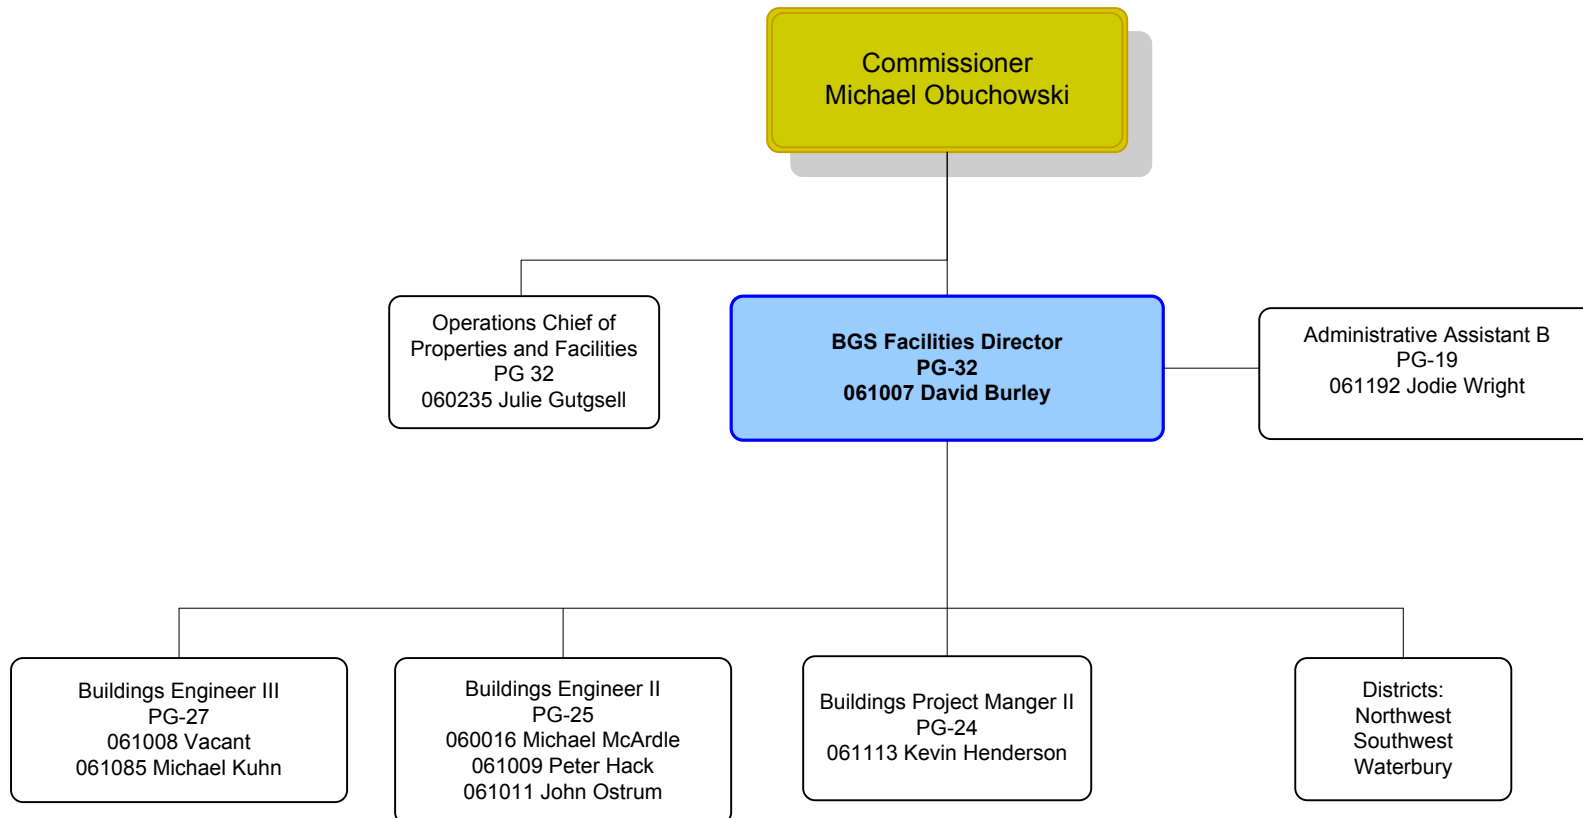 Commissioner
Michael Obuchowski
Operations Chief of
Properties and Facilities
PG 32
060235 Julie Gutgsell
BGS Facilities Director
PG-32
061007 David Burley
Administrative Assistant B
PG-19
061192 Jodie Wright
Buildings Engineer III
PG-27
061008 Vacant
061085 Michael Kuhn
Buildings Engineer II
PG-25
060016 Michael McArdle
061009 Peter Hack
061011 John Ostrum
Buildings Project Manger II
PG-24
061113 Kevin Henderson
Districts:
Northwest
Southwest
Waterbury